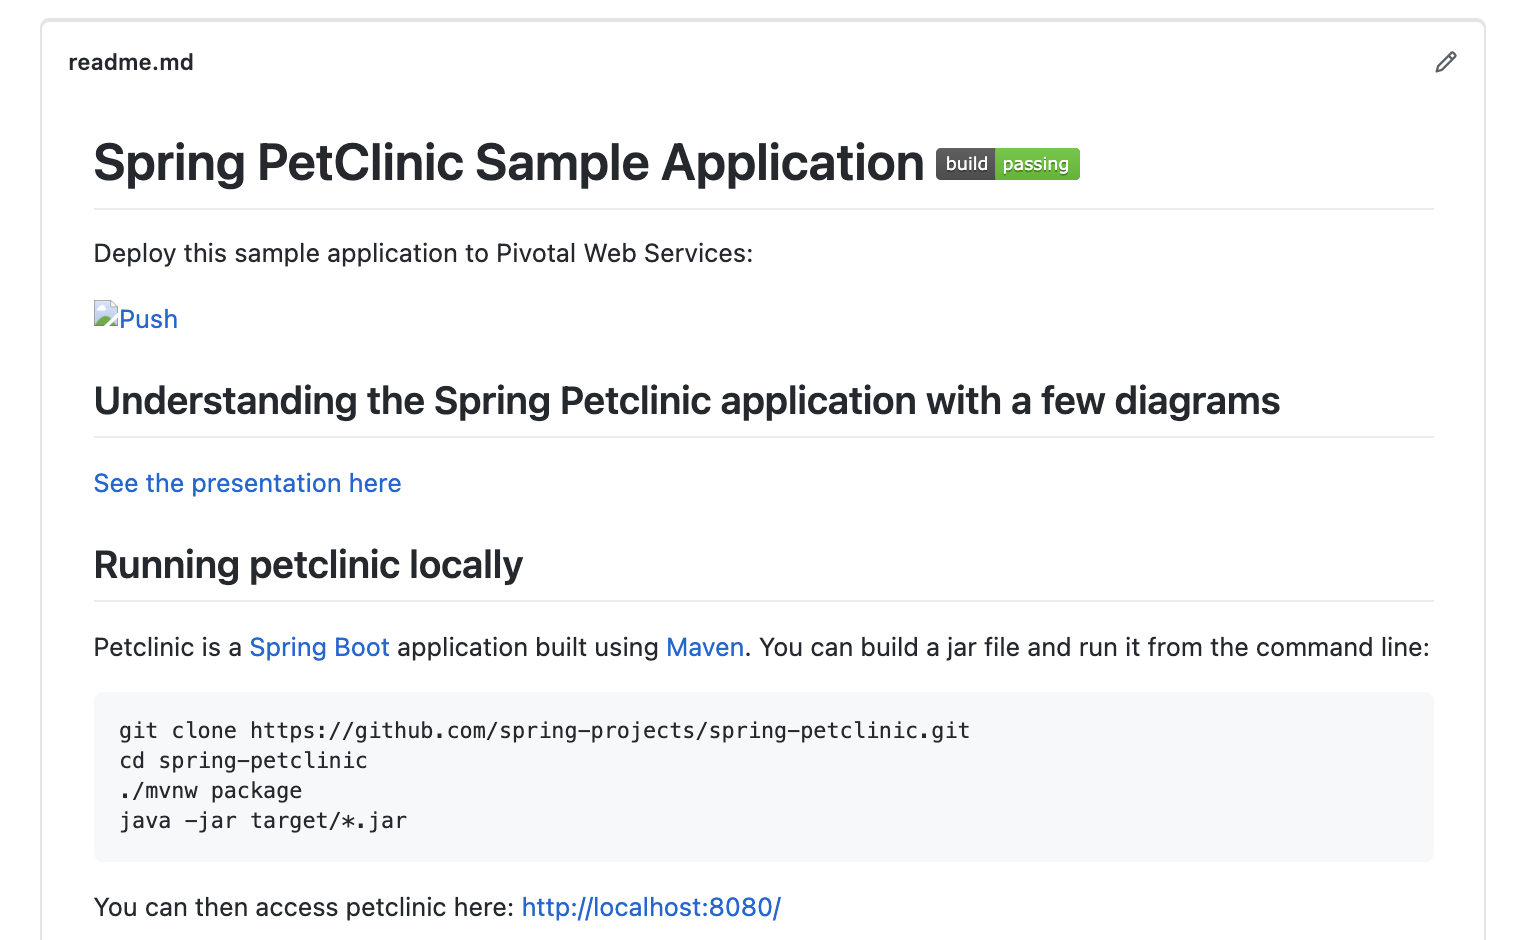 readme.md
Spring PetClinic Sample Application build passing
Deploy this sample application to Pivotal Web Services:
Push
Understanding the Spring Petclinic application with a few diagrams
See the presentation here
Running petclinic locally
Petclinic is a Spring Boot application built using Maven. You can build a jar file and run it from the command line:
git clone https://github.com/spring-projects/spring-petclinic.git
cd spring-petclinic
./mvnw package
java -jar target/*.jar
You can then access petclinic here: http://localhost:8080/